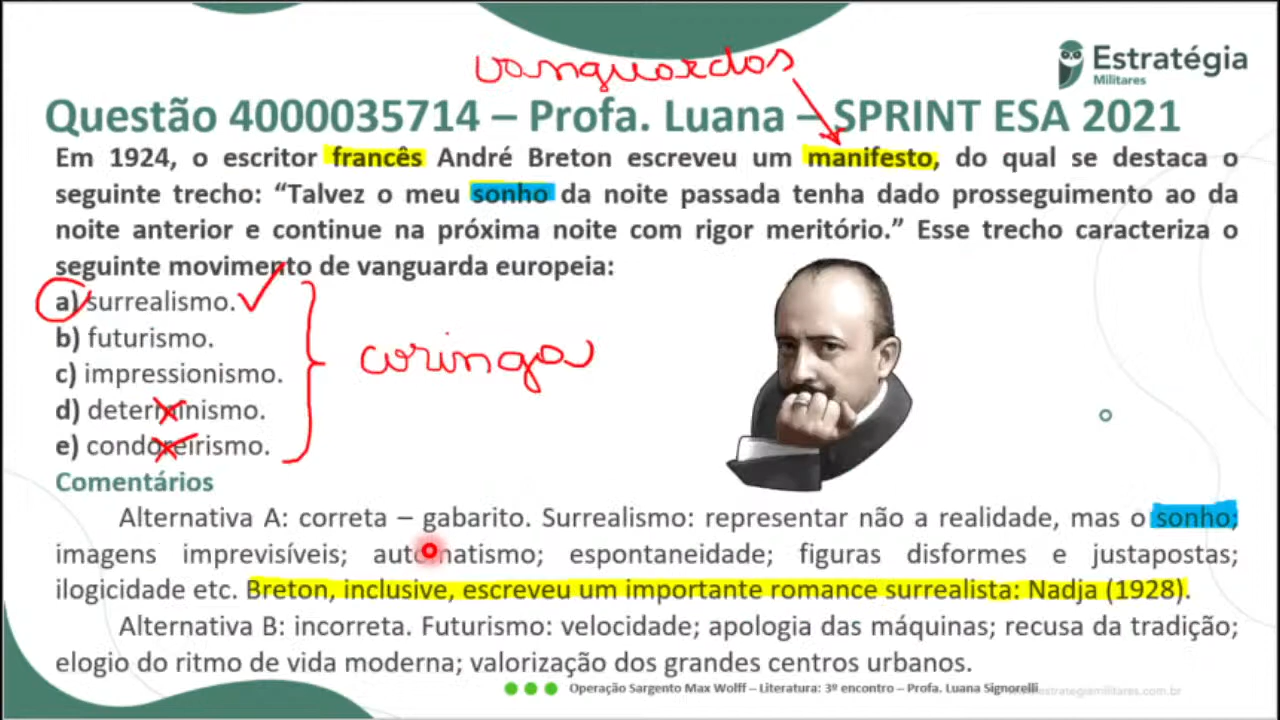 vanguardas
Estratégia
Militares
Questão 4000035714 – Profa. Luana – SPRINT ESA 2021
Em 1924, o escritor francês André Breton escreveu um manifesto, do qual se destaca o
seguinte trecho: “Talvez o meu sonho da noite passada tenha dado prosseguimento ao da
noite anterior e continue na próxima noite com rigor meritório.” Esse trecho caracteriza o
seguinte movimento de vanguarda europeia:
a) surrealismo.
b) futurismo.
c) impressionismo.
d) determinismo.
e) condoreirismo.
coringa
Comentários
Alternativa A: correta – gabarito. Surrealismo: representar não a realidade, mas o sonho;
imagens imprevisíveis; automatismo; espontaneidade; figuras disformes e justapostas;
ilogicidade etc. Breton, inclusive, escreveu um importante romance surrealista: Nadja (1928).
Alternativa B: incorreta. Futurismo: velocidade; apologia das máquinas; recusa da tradição;
elogio do ritmo de vida moderna; valorização dos grandes centros urbanos.
Operação Sargento Max Wolff – Literatura: 3º encontro – Profa. Luana Signorelli
estrategiamilitares.com.br